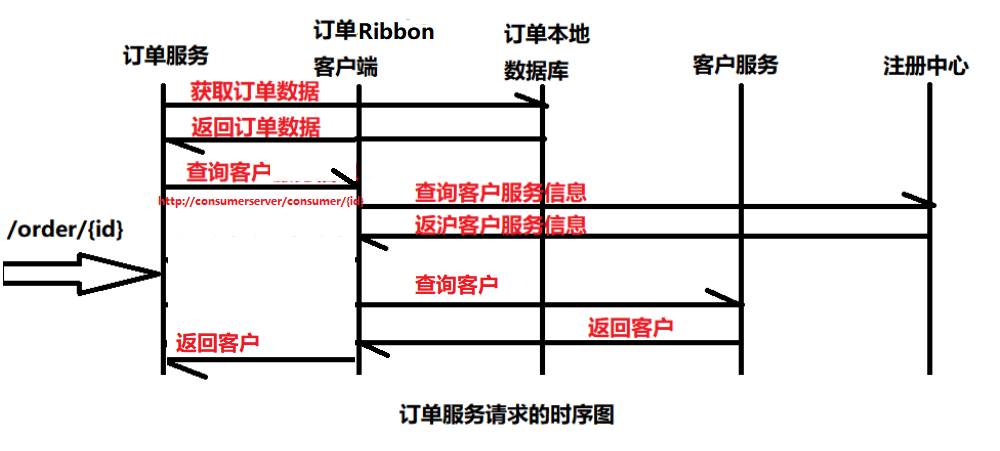 订单服务
订单Ribbon
客户端
订单本地
数据库
客户服务
注册中心
获取订单数据
返回订单数据
查询客户
http://consumerserver/consumer/{id}
查询客户服务信息
返沪客户服务信息
/order/{id}
查询客户
返回客户
返回客户
订单服务请求的时序图